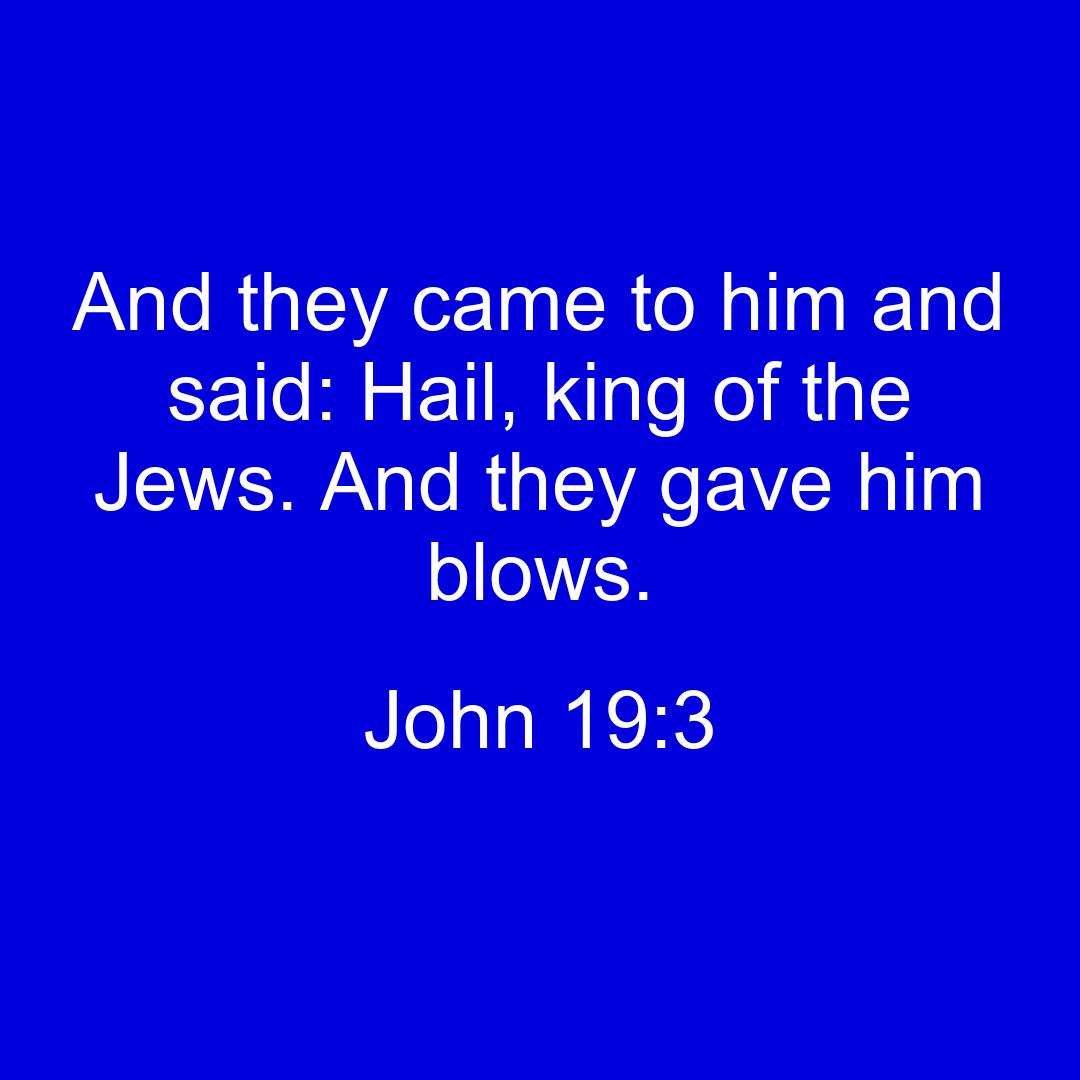 And they came to him and
said: Hail, king of the
Jews. And they gave him
blows.
John 19:3